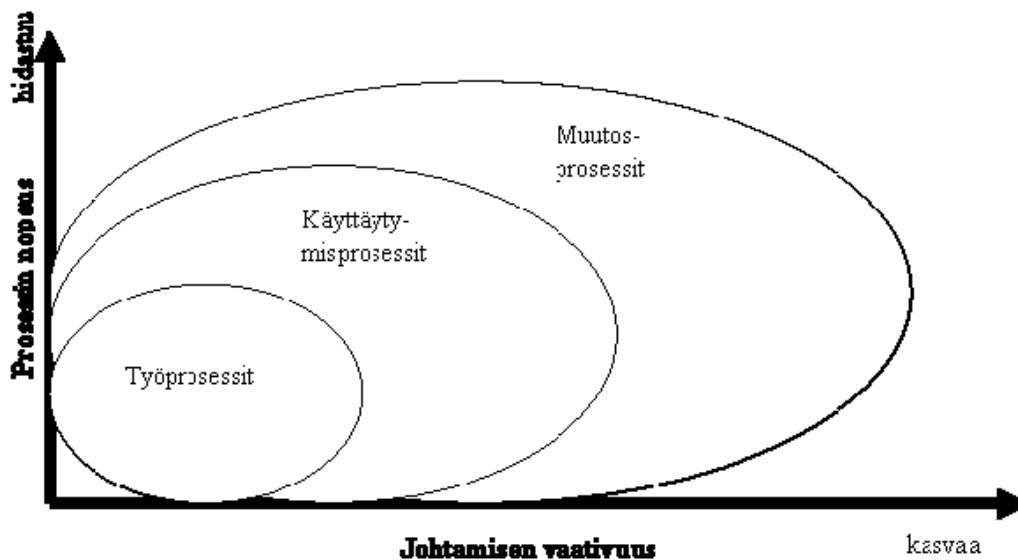 hidastuu
Prosessin nopeus
Muutos-
prosessit
Käyttäyty-
misprosessit
Työprosessit
Johtamisen vaativuus
kasvaa